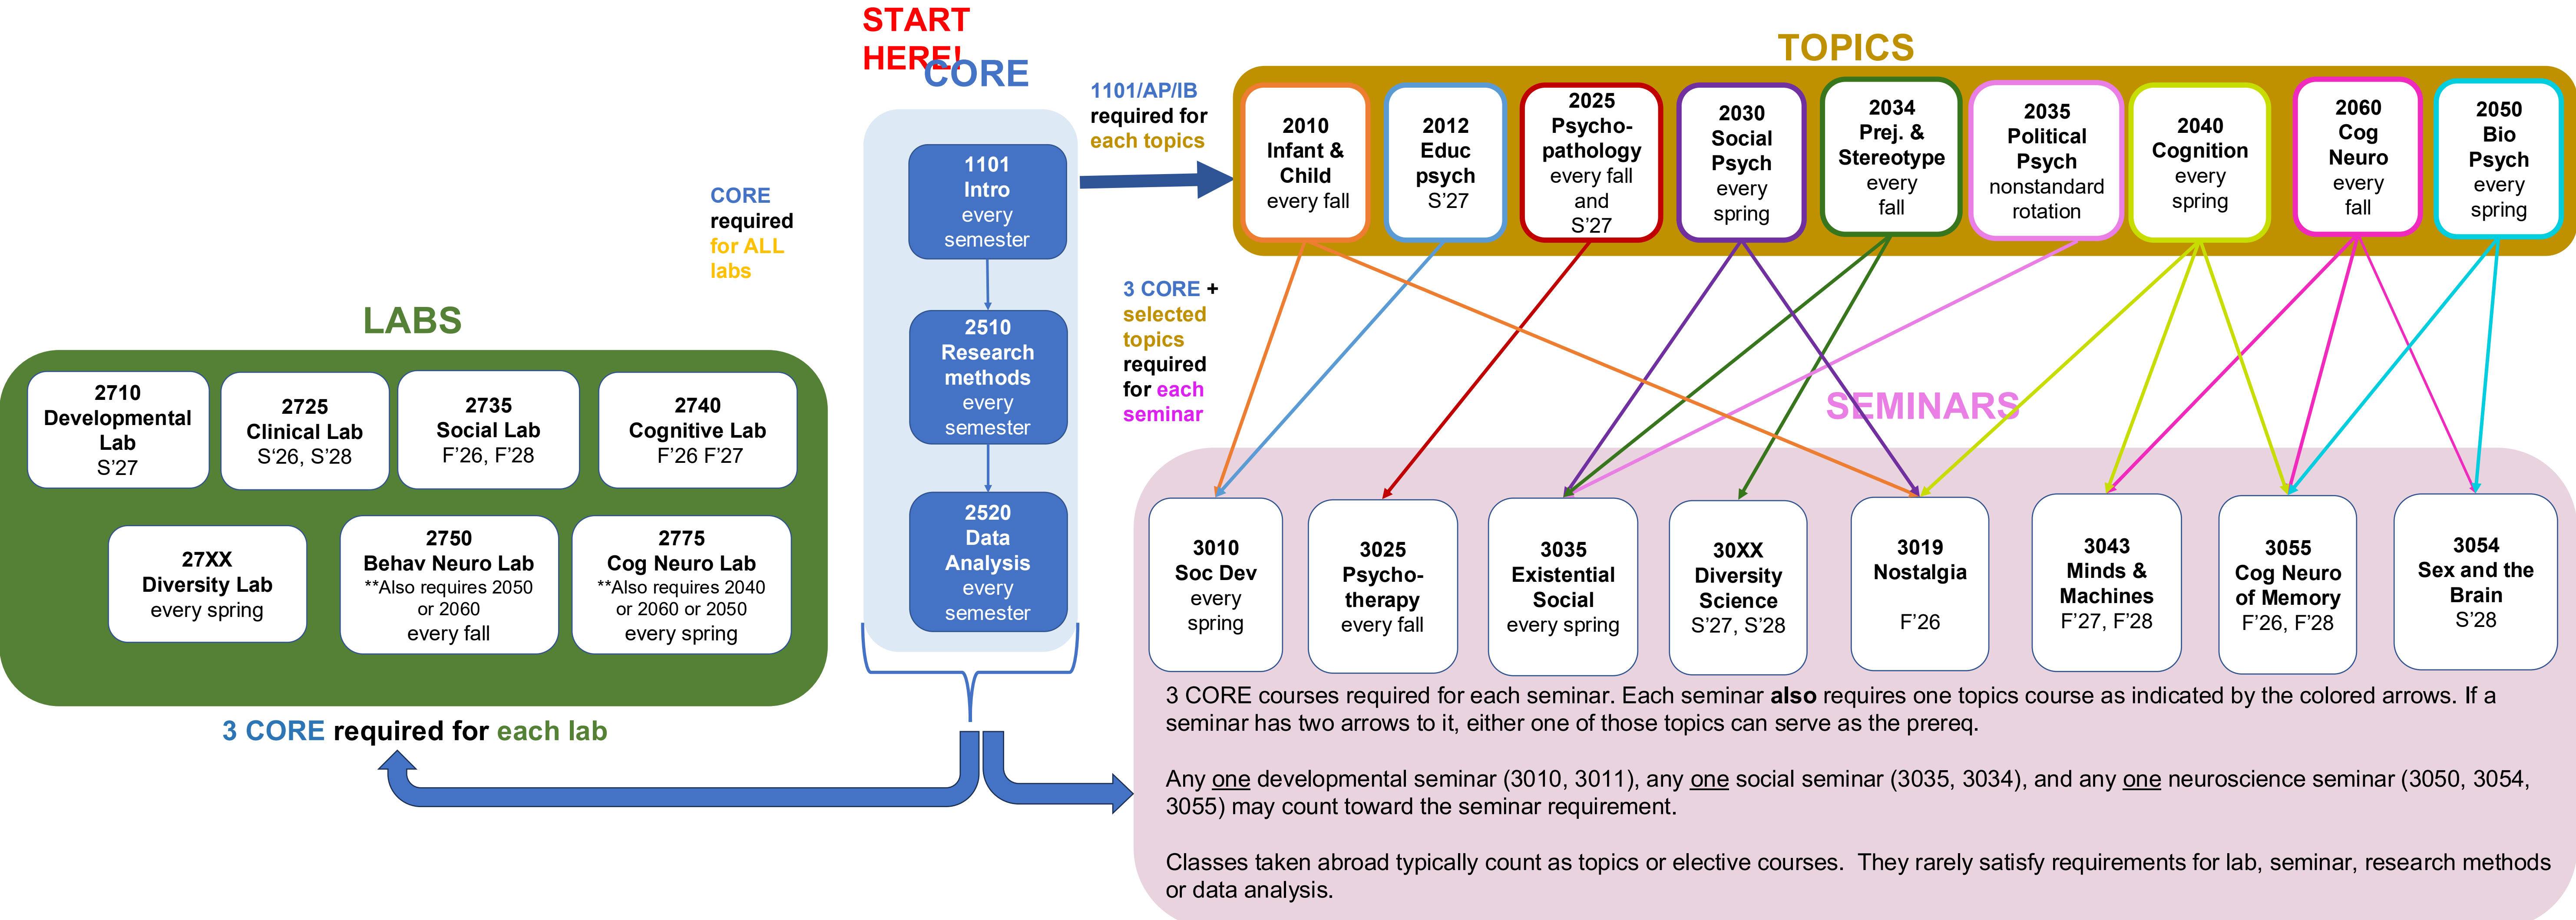 START
HERE!
CORE
1101
Intro
every
semester
2510
Research
methods
every
semester
2520
Data
Analysis
every
semester
CORE
required
for ALL
labs
LABS
2710
Developmental
Lab
S'27
2725
Clinical Lab
S‘26, S’28
2735
Social Lab
F’26, F’28
2740
Cognitive Lab
F’26 F’27
27XX
Diversity Lab
every spring
2750
Behav Neuro Lab
**Also requires 2050
or 2060
every fall
2775
Cog Neuro Lab
**Also requires 2040
or 2060 or 2050
every spring
3 CORE required for each lab
1101/AP/IB
required for
each topics
TOPICS
2010
Infant &
Child
every fall
2012
Educ
psych
S’27
2025
Psycho-
pathology
every fall
and
S’27
2030
Social
Psych
every
spring
2034
Prej. &
Stereotype
every
fall
2035
Political
Psych
nonstandard
rotation
2040
Cognition
every
spring
2060
Cog
Neuro
every
fall
2050
Bio
Psych
every
spring
3 CORE +
selected
topics
required
for each
seminar
SEMINARS
3010
Soc Dev
every
spring
3025
Psycho-
therapy
every fall
3035
Existential
Social
every spring
30XX
Diversity
Science
S’27, S’28
3019
Nostalgia
F’26
3043
Minds &
Machines
F’27, F’28
3055
Cog Neuro
of Memory
F’26, F’28
3054
Sex and the
Brain
S’28
3 CORE courses required for each seminar. Each seminar also requires one topics course as indicated by the colored arrows. If a
seminar has two arrows to it, either one of those topics can serve as the prereq.
Any one developmental seminar (3010, 3011), any one social seminar (3035, 3034), and any one neuroscience seminar (3050, 3054,
3055) may count toward the seminar requirement.
Classes taken abroad typically count as topics or elective courses.  They rarely satisfy requirements for lab, seminar, research methods
or data analysis.